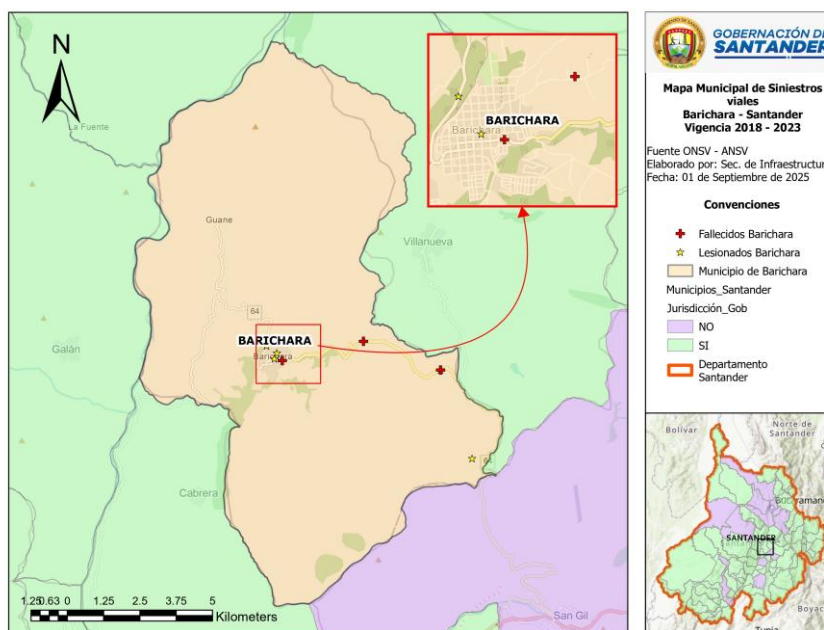 N
La Fuente
Guane
Villanueva
64
BARICHARA
Barichara
Galán
64
Cabrera
San Gil
1.25 0.63 0 1.25 2.5 3.75 5
Kilometers
BARICHARA
Barichara
GOBERNACIÓN DE
SANTANDER
Mapa Municipal de Siniestros
viales
Barichara - Santander
Vigencia 2018 - 2023
Fuente ONSV - ANSV
Elaborado por: Sec. de Infraestructur
Fecha: 01 de Septiembre de 2025
Convenciones
Fallecidos Barichara
Lesionados Barichara
Municipio de Barichara
Municipios_Santander
Jurisdicción_Gob
NO
SI
Departamento
Santander
Bolívar
Norte de
Santander
SANTANDER
Boyac
Tunja